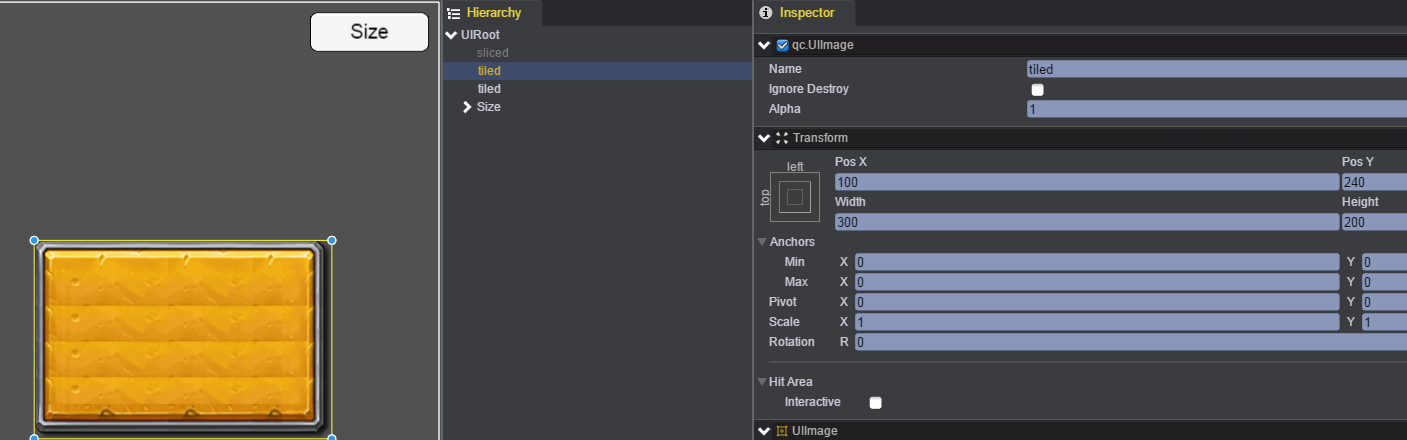 Size
Hierarchy
UIRoot
sliced
tiled
tiled
Size
Inspector
qc.UIImage
Name tiled
Ignore Destroy
Alpha 1
Transform
left
top
Pos X Pos Y
100 240
Width Height
300 200
Anchors
Min X 0 Y 0
Max X 0 Y 0
Pivot X 0 Y 0
Scale X 1 Y 1
Rotation R 0
Hit Area
Interactive
UIImage